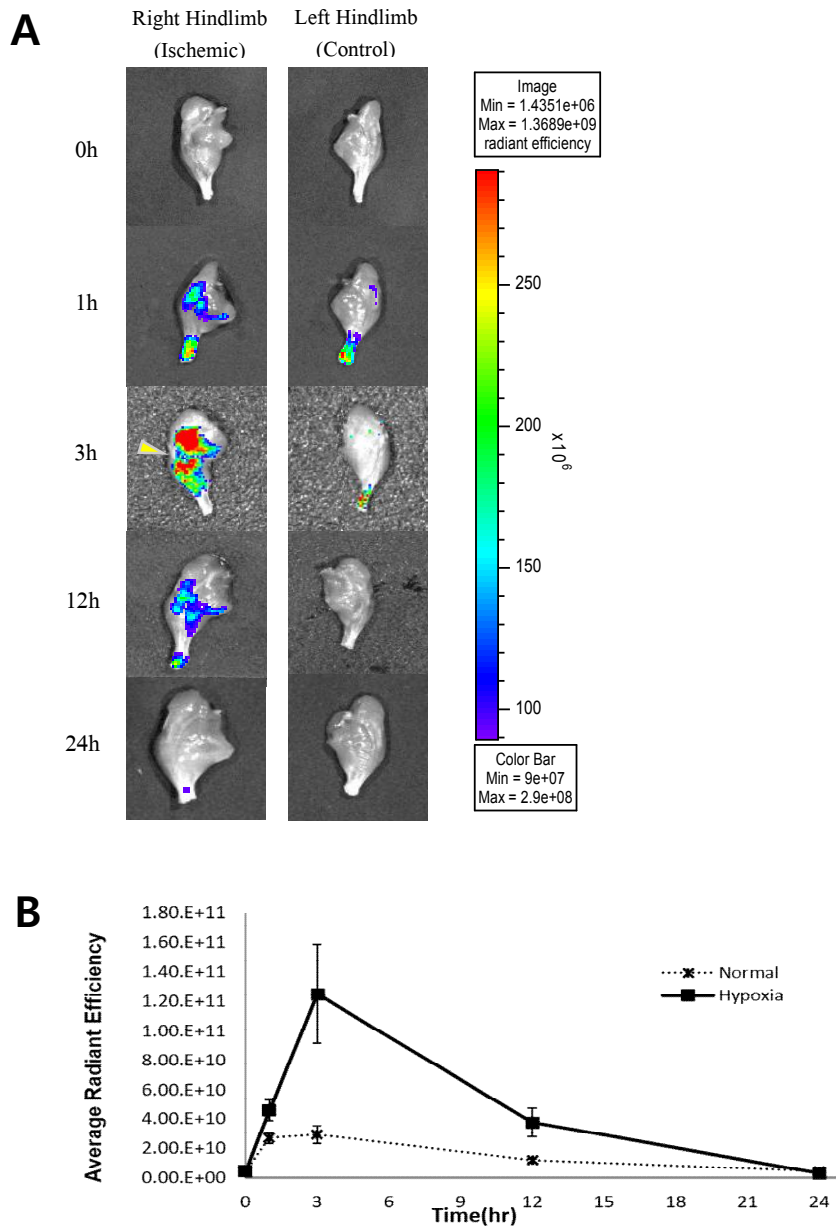 A
Right Hindlimb
(Ischemic)
Left Hindlimb
(Control)
0h
1h
3h
12h
24h
Image
Min = 1.4351e+06
Max = 1.3689e+09
radiant efficiency
250
200
150
100
x 10^6
Color Bar
Min = 9e+07
Max = 2.9e+08
B
Average Radiant Efficiency
1.80.E+11
1.60.E+11
1.40.E+11
1.20.E+11
1.00.E+11
8.00.E+10
6.00.E+10
4.00.E+10
2.00.E+10
0.00.E+00
Normal
Hypoxia
0 3 6 9 12 15 18 21 24
Time(hr)